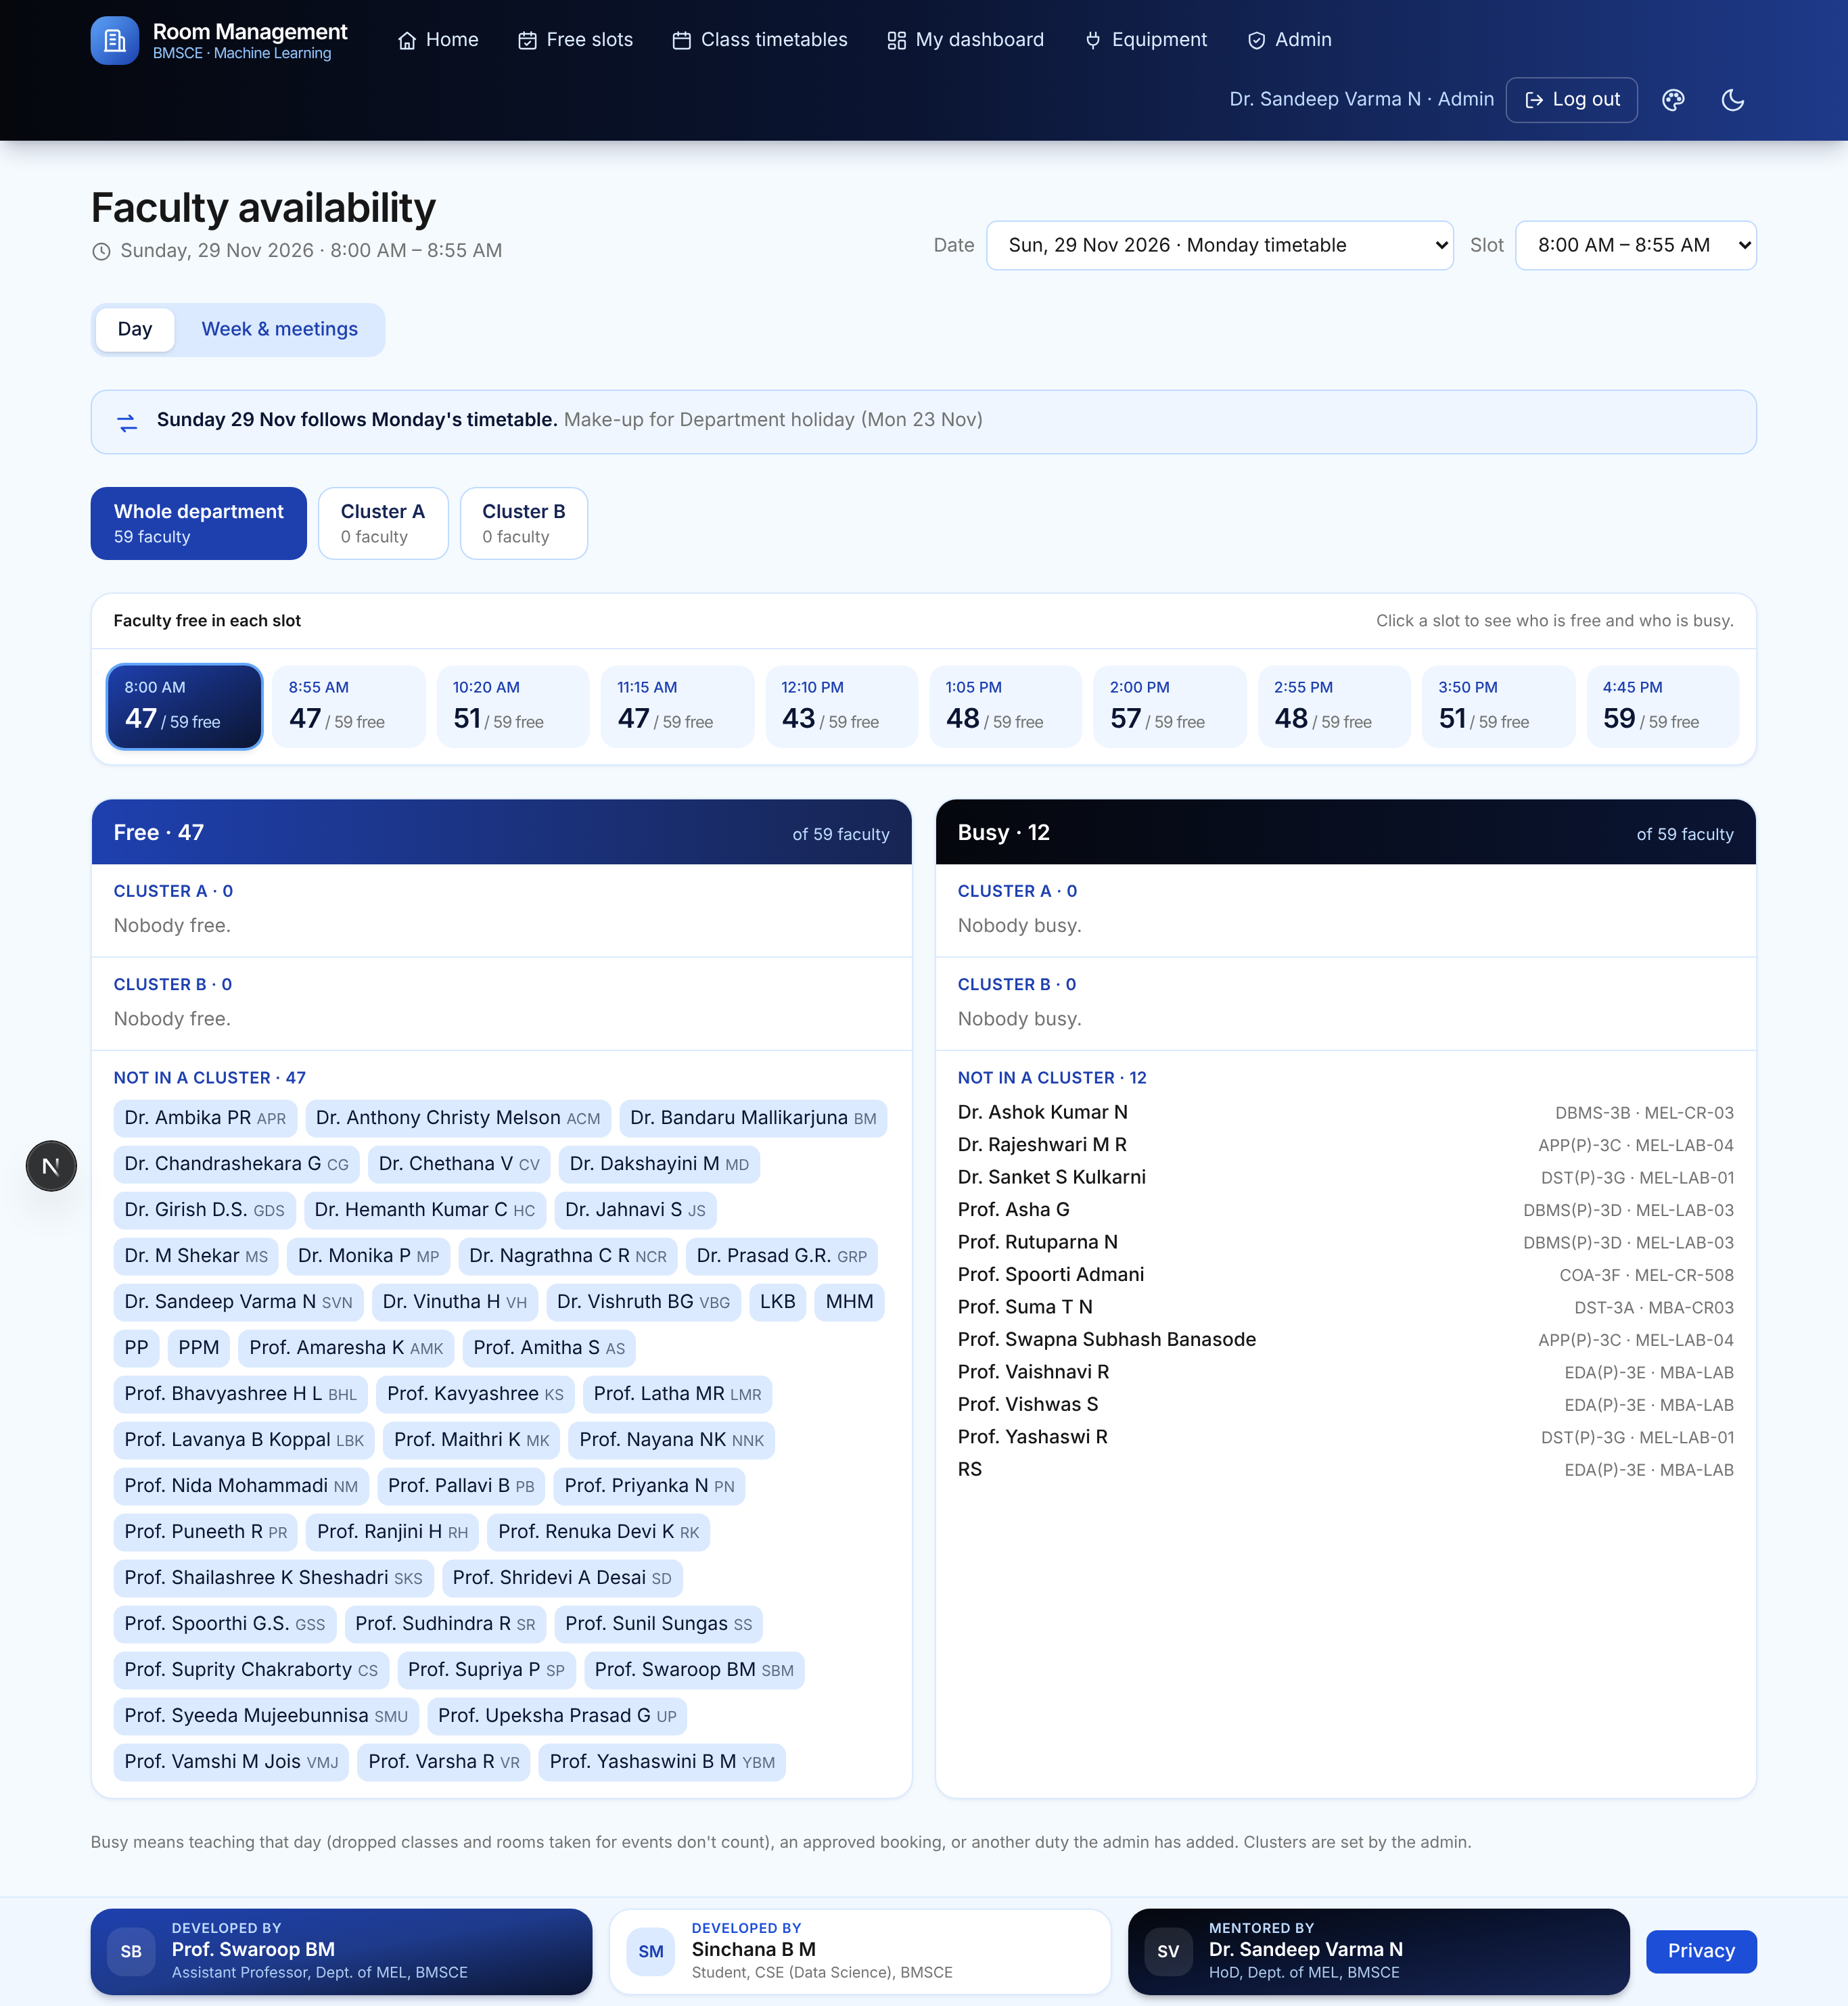 Room Management
BMSCE · Machine Learning
Home
Free slots
Class timetables
My dashboard
Equipment
Admin
Dr. Sandeep Varma N · Admin
Log out
Faculty availability
Sunday, 29 Nov 2026 · 8:00 AM – 8:55 AM
Date
Sun, 29 Nov 2026 · Monday timetable
Slot
8:00 AM – 8:55 AM
Day
Week & meetings
Sunday 29 Nov follows Monday's timetable. Make-up for Department holiday (Mon 23 Nov)
Whole department
59 faculty
Cluster A
0 faculty
Cluster B
0 faculty
Faculty free in each slot
Click a slot to see who is free and who is busy.
8:00 AM
47 / 59 free
8:55 AM
47 / 59 free
10:20 AM
51 / 59 free
11:15 AM
47 / 59 free
12:10 PM
43 / 59 free
1:05 PM
48 / 59 free
2:00 PM
57 / 59 free
2:55 PM
48 / 59 free
3:50 PM
51 / 59 free
4:45 PM
59 / 59 free
Free · 47
of 59 faculty
CLUSTER A · 0
Nobody free.
CLUSTER B · 0
Nobody free.
NOT IN A CLUSTER · 47
Dr. Ambika PR APR Dr. Anthony Christy Melson ACM Dr. Bandaru Mallikarjuna BM
Dr. Chandrashekara G CG Dr. Chethana V CV Dr. Dakshayini M MD
Dr. Girish D.S. GDS Dr. Hemanth Kumar C HC Dr. Jahnavi S JS
Dr. M Shekar MS Dr. Monika P MP Dr. Nagrathna C R NCR Dr. Prasad G.R. GRP
Dr. Sandeep Varma N SVN Dr. Vinutha H VH Dr. Vishruth BG VBG LKB MHM
PP PPM Prof. Amaresha K AMK Prof. Amitha S AS
Prof. Bhavyashree H L BHL Prof. Kavyashree KS Prof. Latha MR LMR
Prof. Lavanya B Koppal LBK Prof. Maithri K MK Prof. Nayana NK NNK
Prof. Nida Mohammadi NM Prof. Pallavi B PB Prof. Priyanka N PN
Prof. Puneeth R PR Prof. Ranjini H RH Prof. Renuka Devi K RK
Prof. Shailashree K Sheshadri SKS Prof. Shridevi A Desai SD
Prof. Spoorthi G.S. GSS Prof. Sudhindra R SR Prof. Sunil Sungas SS
Prof. Suprity Chakraborty CS Prof. Supriya P SP Prof. Swaroop BM SBM
Prof. Syeeda Mujeebunnisa SMU Prof. Upeksha Prasad G UP
Prof. Vamshi M Jois VMJ Prof. Varsha R VR Prof. Yashaswini B M YBM
Busy · 12
of 59 faculty
CLUSTER A · 0
Nobody busy.
CLUSTER B · 0
Nobody busy.
NOT IN A CLUSTER · 12
Dr. Ashok Kumar N DBMS-3B · MEL-CR-03
Dr. Rajeshwari M R APP(P)-3C · MEL-LAB-04
Dr. Sanket S Kulkarni DST(P)-3G · MEL-LAB-01
Prof. Asha G DBMS(P)-3D · MEL-LAB-03
Prof. Rutuparna N DBMS(P)-3D · MEL-LAB-03
Prof. Spoorti Admani COA-3F · MEL-CR-508
Prof. Suma T N DST-3A · MBA-CR03
Prof. Swapna Subhash Banasode APP(P)-3C · MEL-LAB-04
Prof. Vaishnavi R EDA(P)-3E · MBA-LAB
Prof. Vishwas S EDA(P)-3E · MBA-LAB
Prof. Yashaswi R DST(P)-3G · MEL-LAB-01
RS EDA(P)-3E · MBA-LAB
N
Busy means teaching that day (dropped classes and rooms taken for events don't count), an approved booking, or another duty the admin has added. Clusters are set by the admin.
SB
DEVELOPED BY
Prof. Swaroop BM
Assistant Professor, Dept. of MEL, BMSCE
SM
DEVELOPED BY
Sinchana B M
Student, CSE (Data Science), BMSCE
SV
MENTORED BY
Dr. Sandeep Varma N
HoD, Dept. of MEL, BMSCE
Privacy